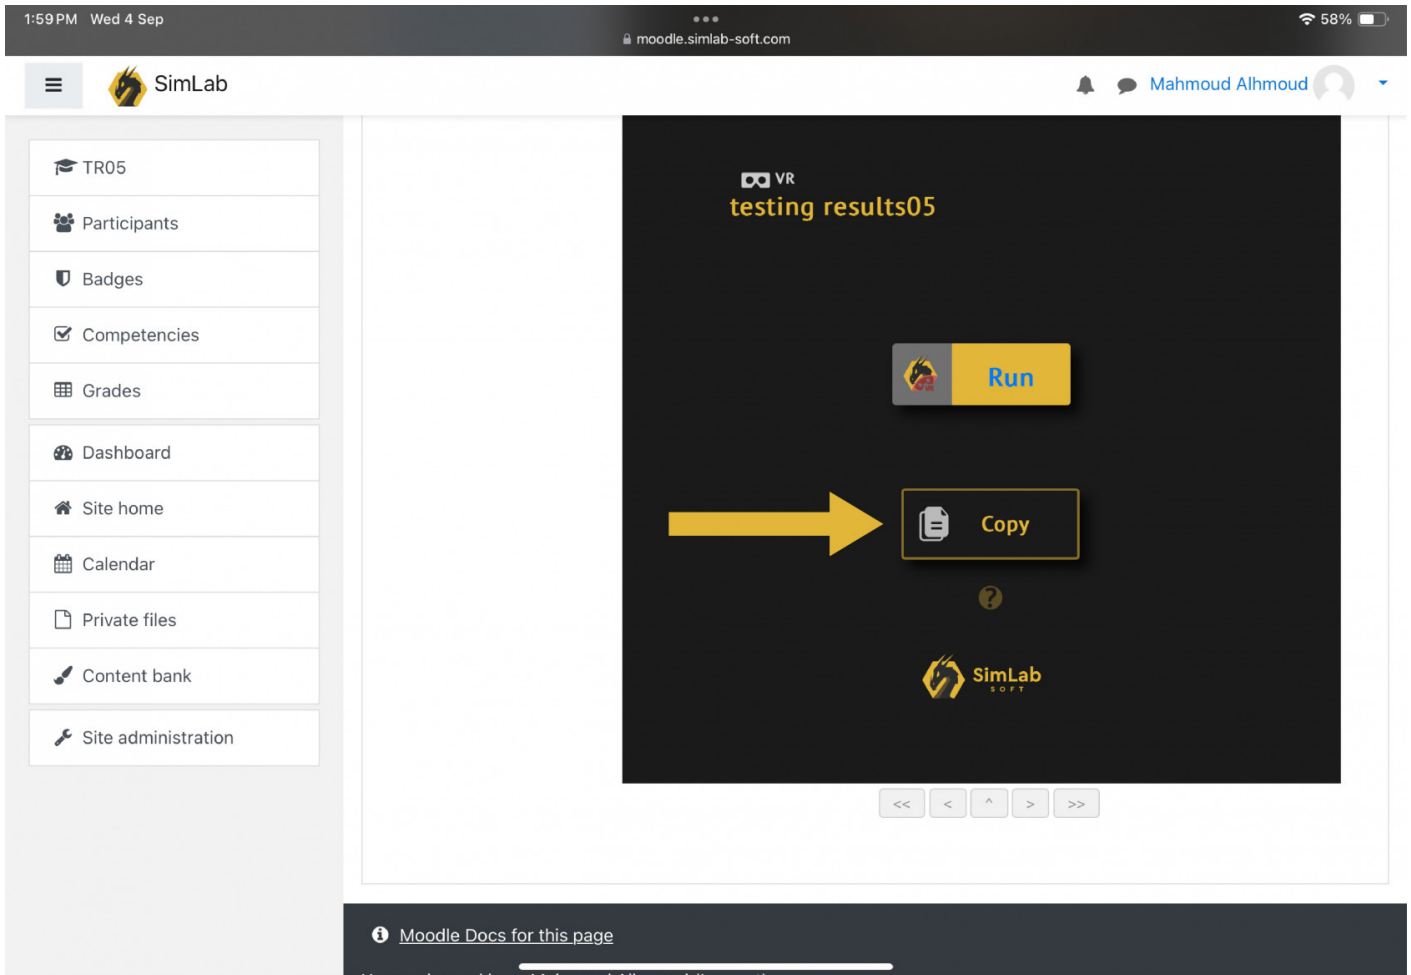 1:59 PM Wed 4 Sep
58%
moodle.simlab-soft.com
SimLab
Mahmoud Alhmoud
TR05
Participants
Badges
Competencies
Grades
Dashboard
Site home
Calendar
Private files
Content bank
Site administration
VR
testing results05
Run
Copy
?
SimLab
SOFT
<< < ^ > >>
Moodle Docs for this page